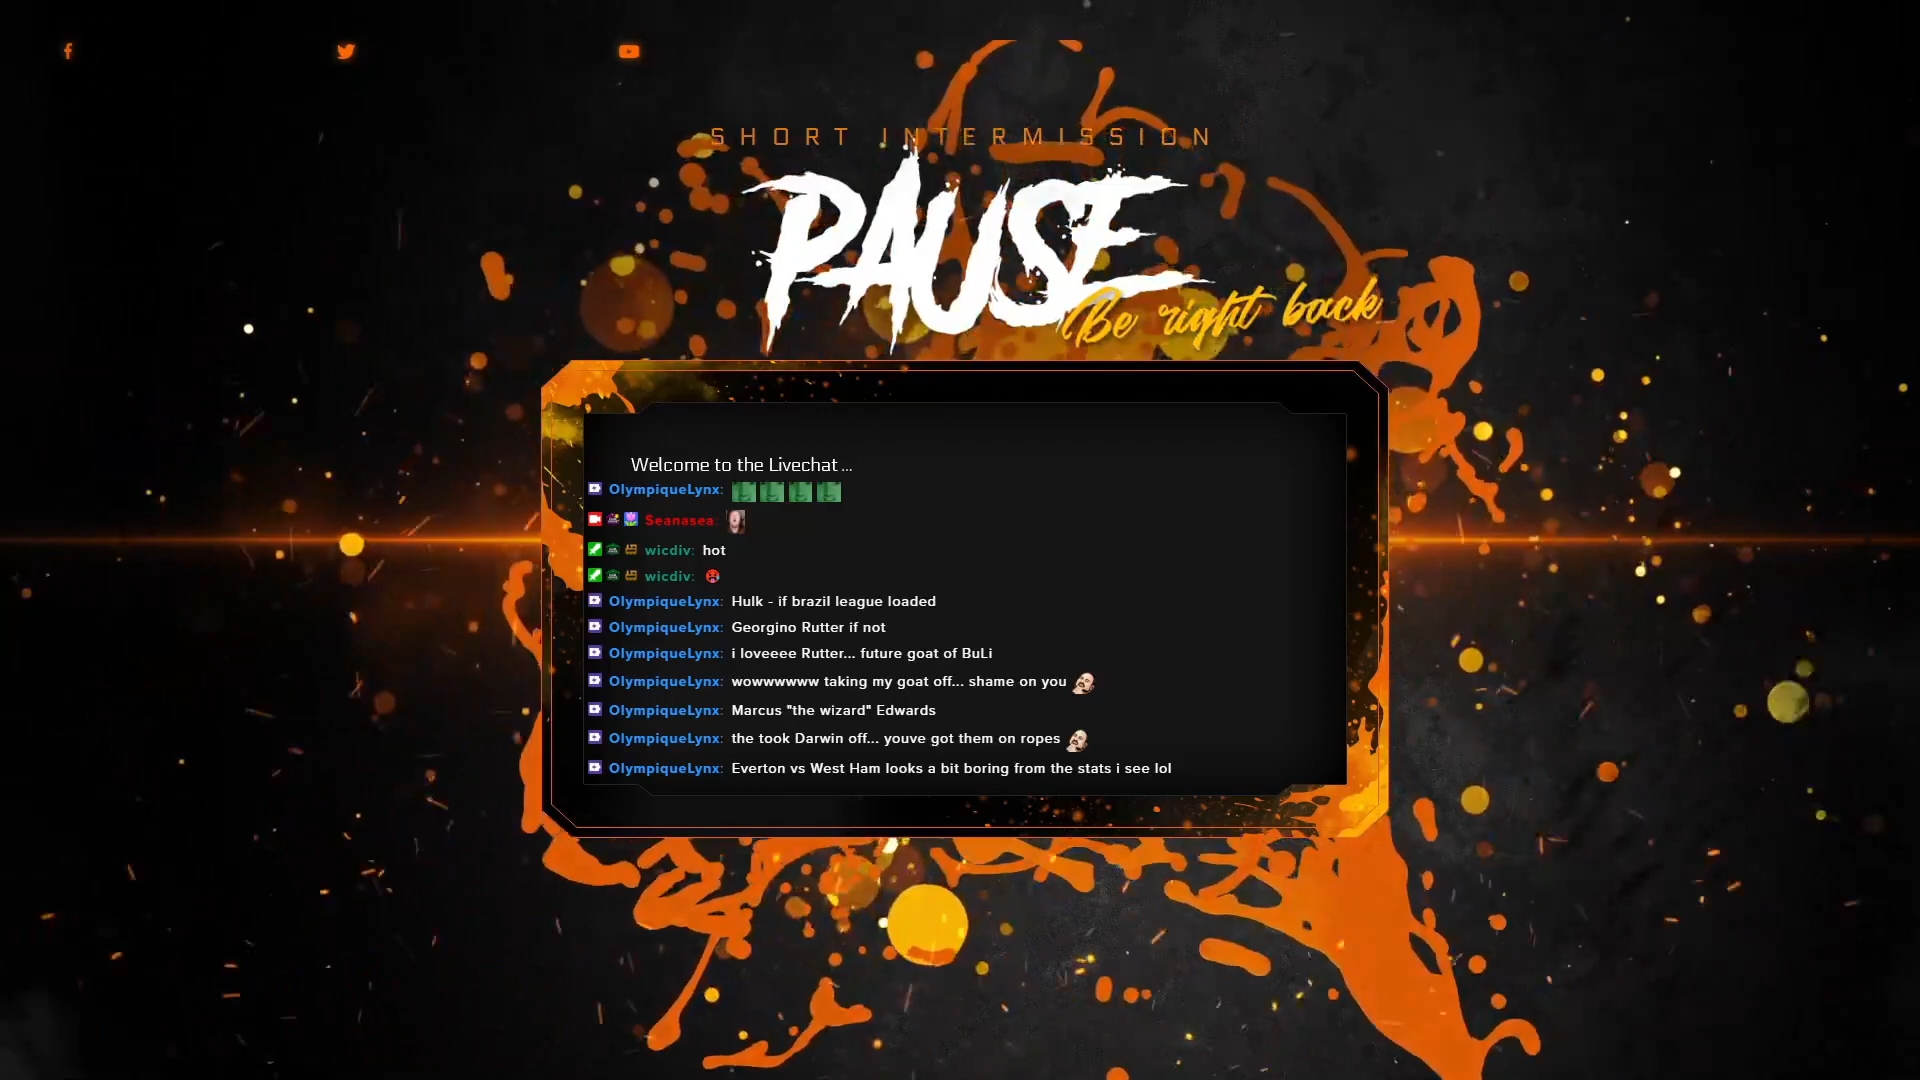 SHORT INTERMISSION
PAUSE
Be right back
Welcome to the Livechat ...
OlympiqueLynx:
Seanasea:
wicdiv: hot
wicdiv:
OlympiqueLynx: Hulk - if brazil league loaded
OlympiqueLynx: Georgino Rutter if not
OlympiqueLynx: i loveeee Rutter... future goat of BuLi
OlympiqueLynx: wowwwwww taking my goat off... shame on you
OlympiqueLynx: Marcus "the wizard" Edwards
OlympiqueLynx: the took Darwin off... youve got them on ropes
OlympiqueLynx: Everton vs West Ham looks a bit boring from the stats i see lol